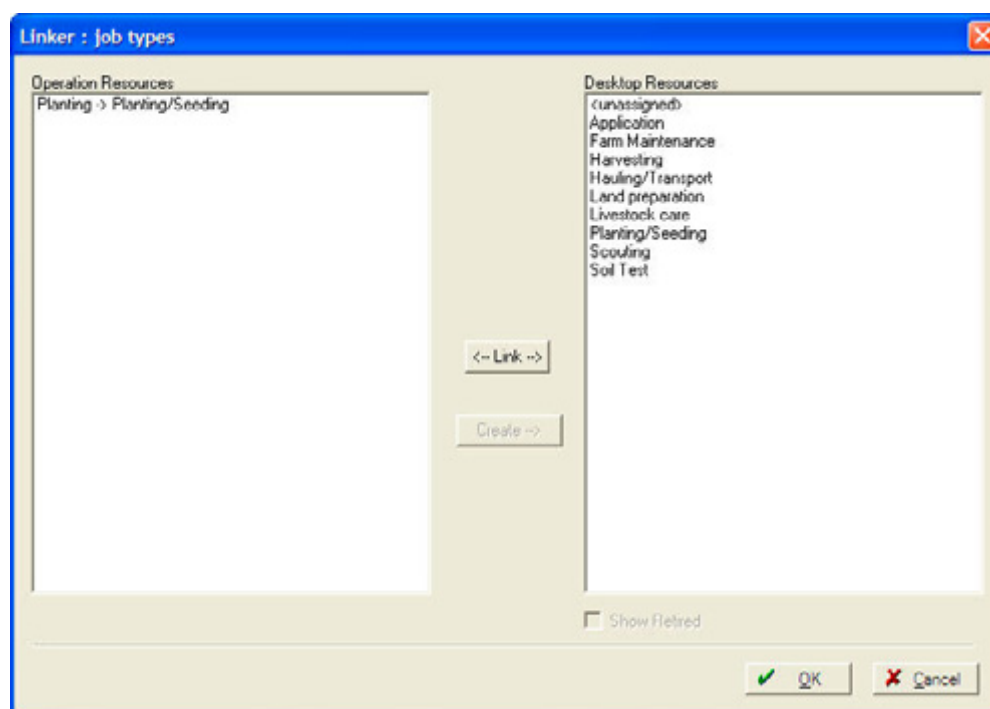 Linker : job types
Operation Resources
Planting -> Planting/Seeding
Desktop Resources
<unassigned>
Application
Farm Maintenance
Harvesting
Hauling/Transport
Land preparation
Livestock care
Planting/Seeding
Scouting
Soil Test
<-- Link -->
Create -->
Show Retired
OK
Cancel